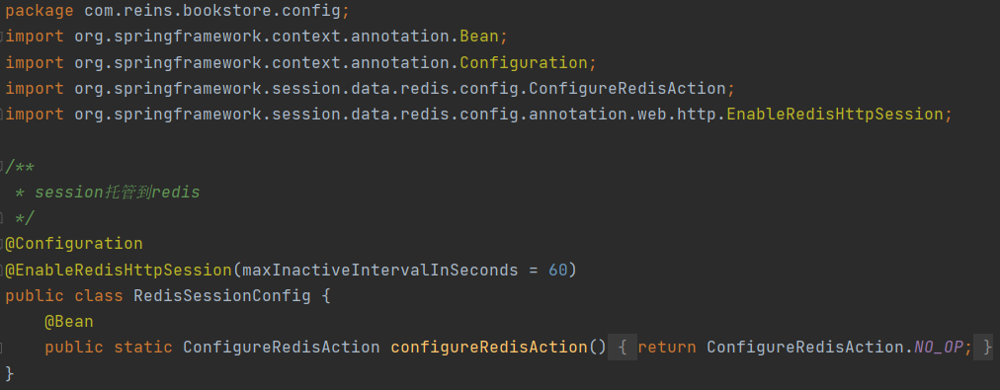 package com.reins.bookstore.config;
import org.springframework.context.annotation.Bean;
import org.springframework.context.annotation.Configuration;
import org.springframework.session.data.redis.config.ConfigureRedisAction;
import org.springframework.session.data.redis.config.annotation.web.http.EnableRedisHttpSession;
/**
 * session托管到redis
 */
@Configuration
@EnableRedisHttpSession(maxInactiveIntervalInSeconds = 60)
public class RedisSessionConfig {
    @Bean
    public static ConfigureRedisAction configureRedisAction() { return ConfigureRedisAction.NO_OP; }
}